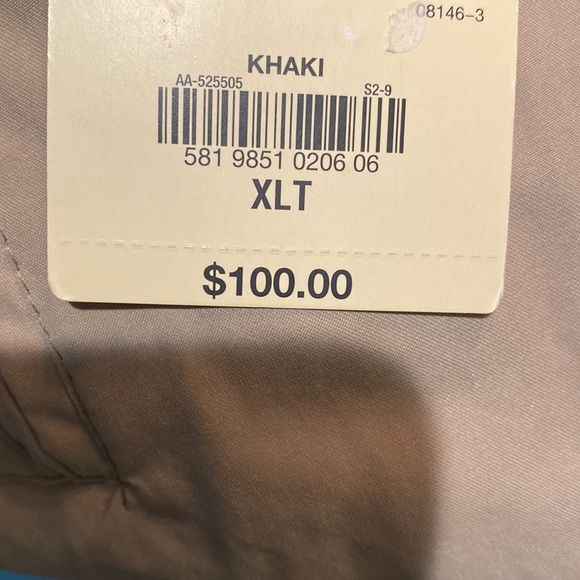 08146-3
KHAKI
AA-525505 S2-9
581 9851 0206 06
XLT
$100.00